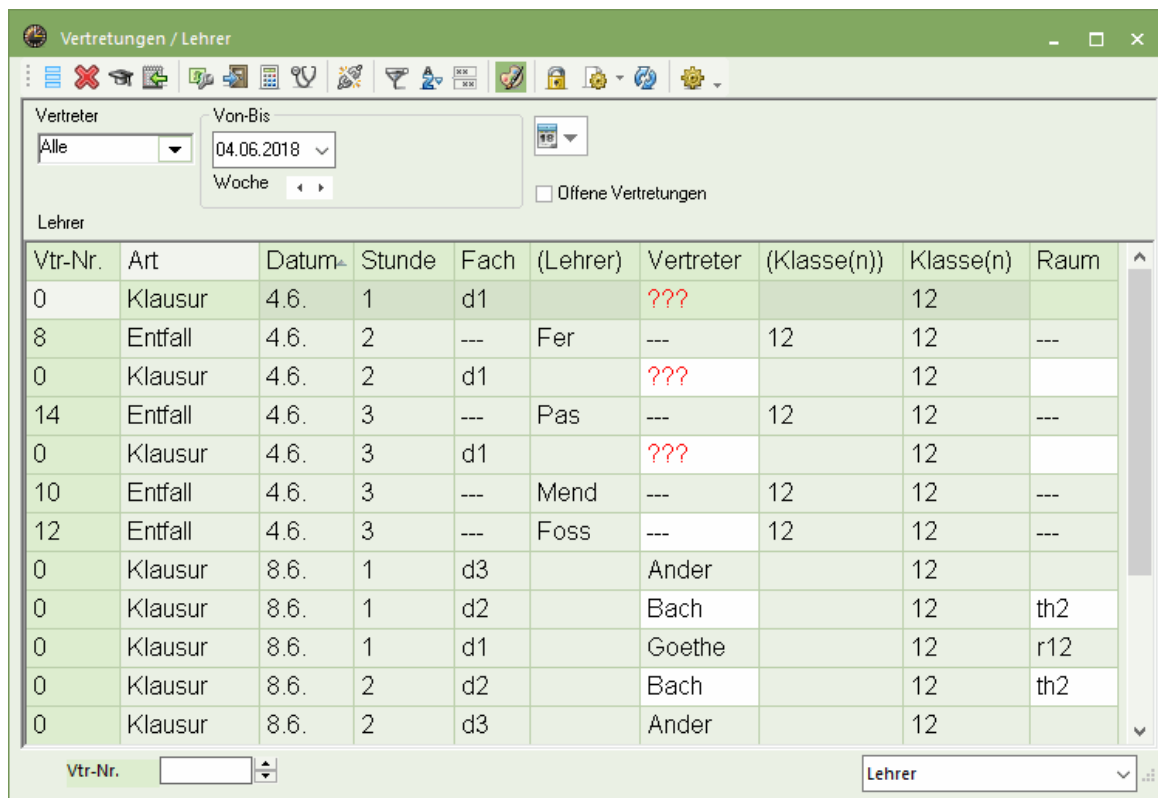 Vertretungen / Lehrer
Vertreter Von-Bis
Alle 04.06.2018
Woche
Offene Vertretungen
Lehrer
Vtr-Nr. Art Datum Stunde Fach (Lehrer) Vertreter (Klasse(n)) Klasse(n) Raum
0 Klausur 4.6. 1 d1 ??? 12
8 Entfall 4.6. 2 --- Fer --- 12 12 ---
0 Klausur 4.6. 2 d1 ??? 12
14 Entfall 4.6. 3 --- Pas --- 12 12 ---
0 Klausur 4.6. 3 d1 ??? 12
10 Entfall 4.6. 3 --- Mend --- 12 12 ---
12 Entfall 4.6. 3 --- Foss --- 12 12 ---
0 Klausur 8.6. 1 d3 Ander 12
0 Klausur 8.6. 1 d2 Bach 12 th2
0 Klausur 8.6. 1 d1 Goethe 12 r12
0 Klausur 8.6. 2 d2 Bach 12 th2
0 Klausur 8.6. 2 d3 Ander 12
Vtr-Nr. Lehrer